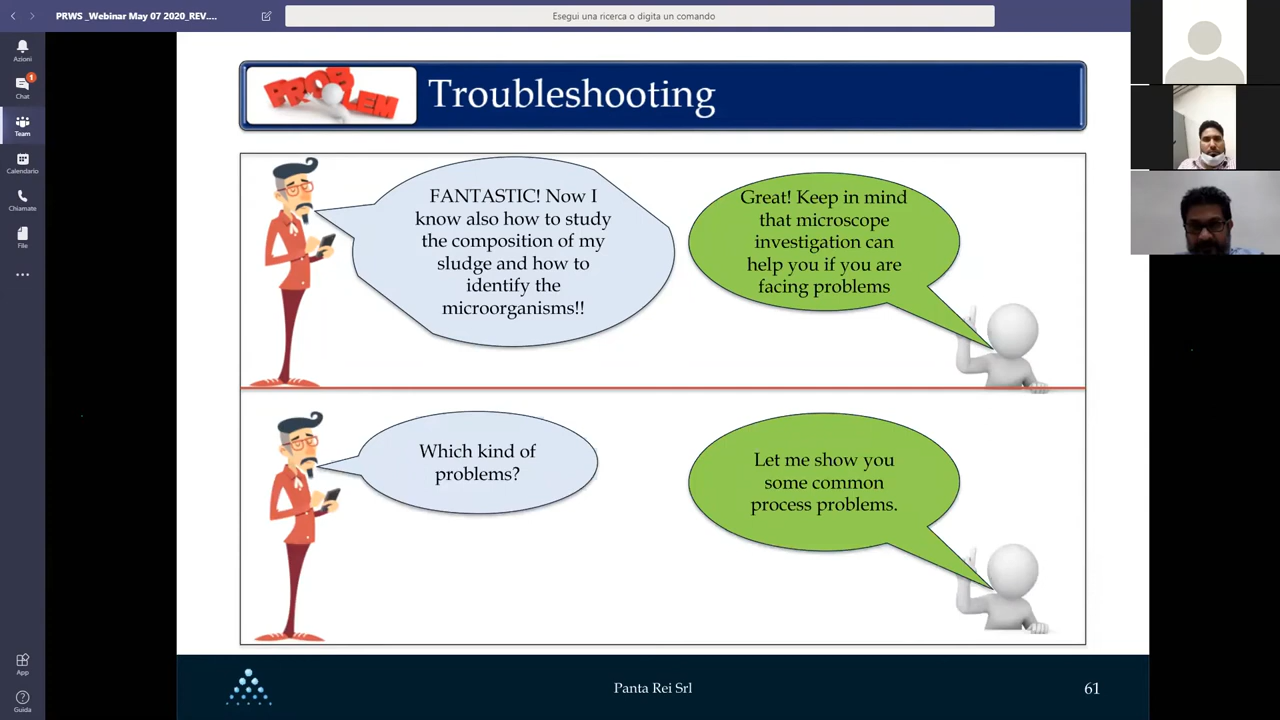 PRWS _Webinar May 07 2020_REV....
Esegui una ricerca o digita un comando
Azioni
1
Chat
Team
Calendario
Chiamate
File
App
Guida
PROBLEM
Troubleshooting
FANTASTIC! Now I
know also how to study
the composition of my
sludge and how to
identify the
microorganisms!!
Great! Keep in mind
that microscope
investigation can
help you if you are
facing problems
Which kind of
problems?
Let me show you
some common
process problems.
Panta Rei Srl
61